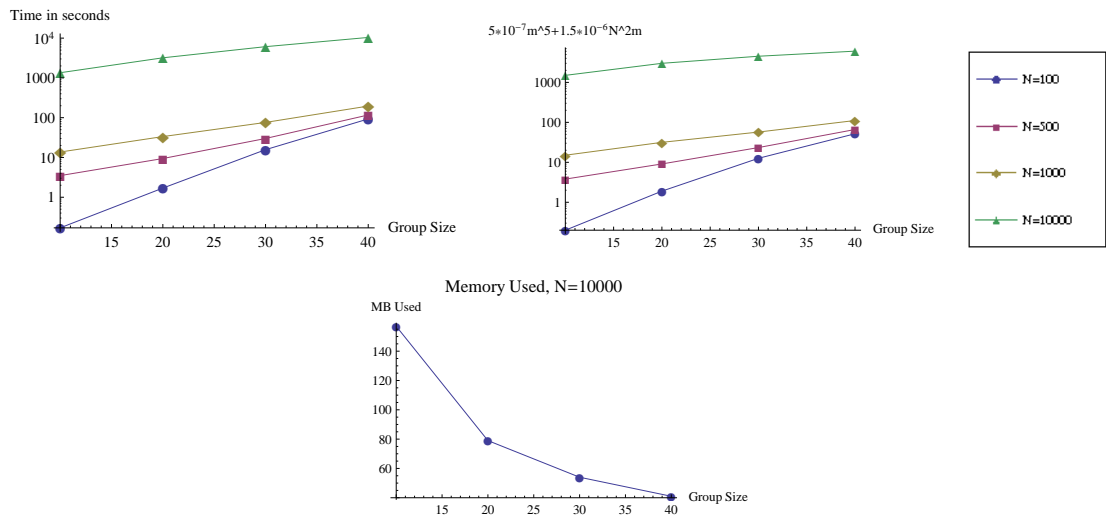 Time in seconds
10^4
1000
100
10
1
15 20 25 30 35 40
Group Size
5*10^-7m^5+1.5*10^-6N^2m
1000
100
10
1
15 20 25 30 35 40
Group Size
N=100
N=500
N=1000
N=10000
Memory Used, N=10000
MB Used
140
120
100
80
60
15 20 25 30 35 40
Group Size